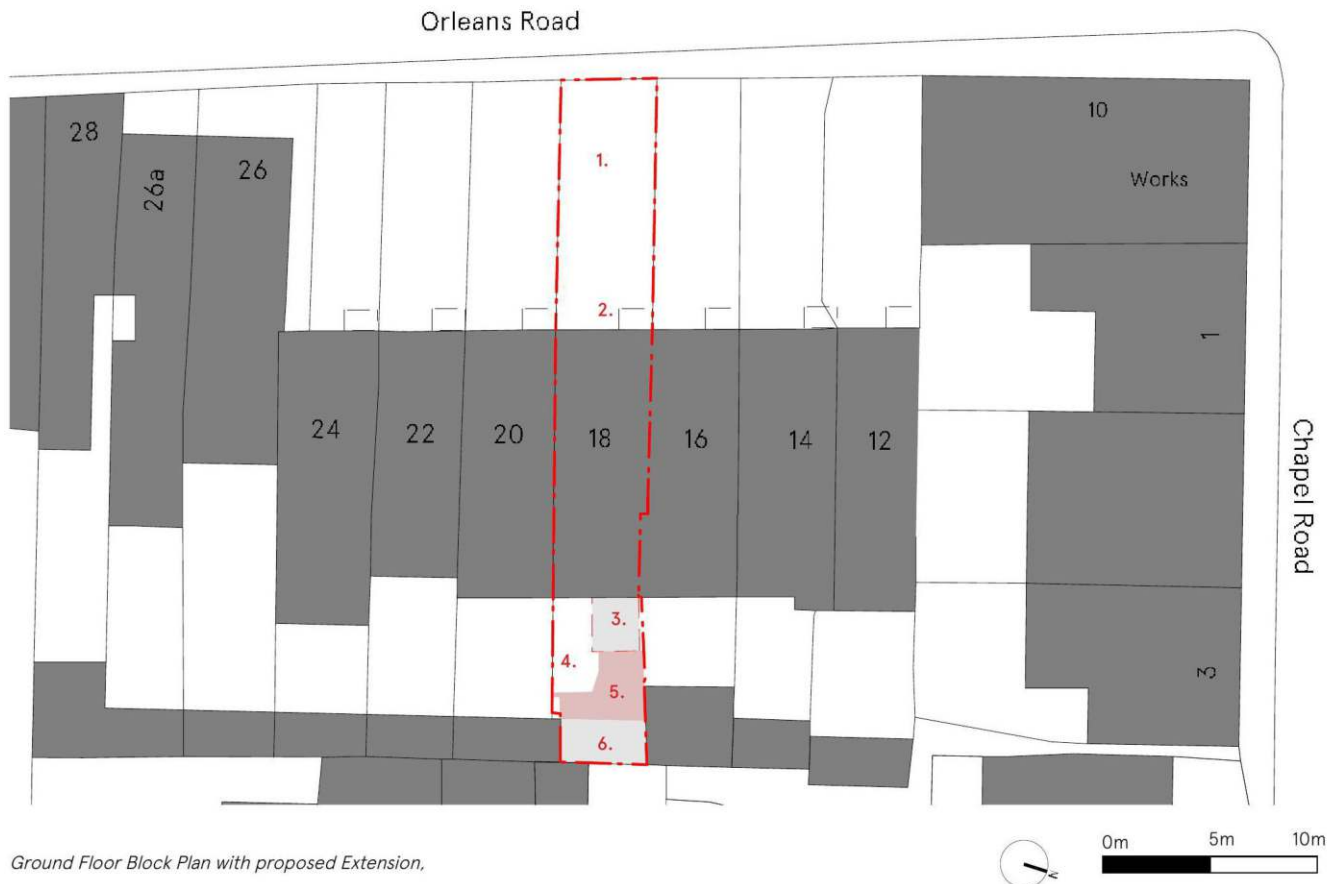 Orleans Road
28
26a
26
1.
10
Works
2.
1
24
22
20
18
16
14
12
Chapel Road
3.
4.
5.
3
6.
Ground Floor Block Plan with proposed Extension,
N
0m
5m
10m